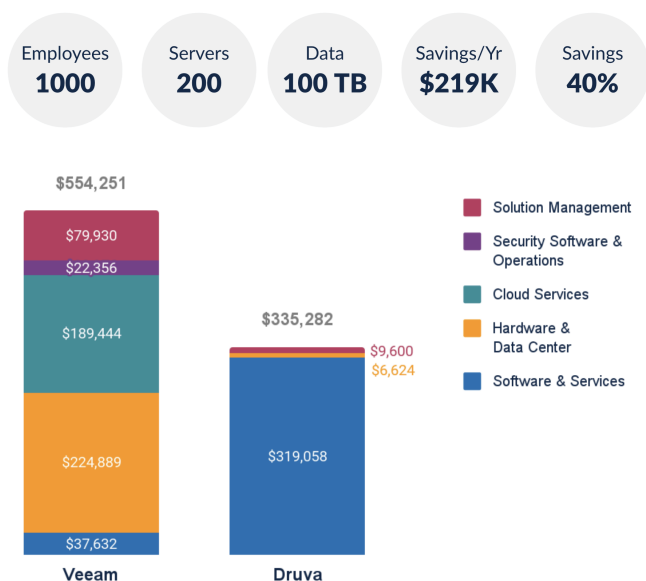 Employees
1000
Servers
200
Data
100 TB
Savings/Yr
$219K
Savings
40%
$554,251
$79,930
$22,356
$189,444
$224,889
$37,632
Veeam
$335,282
$9,600
$6,624
$319,058
Druva
Solution Management
Security Software &
Operations
Cloud Services
Hardware &
Data Center
Software & Services